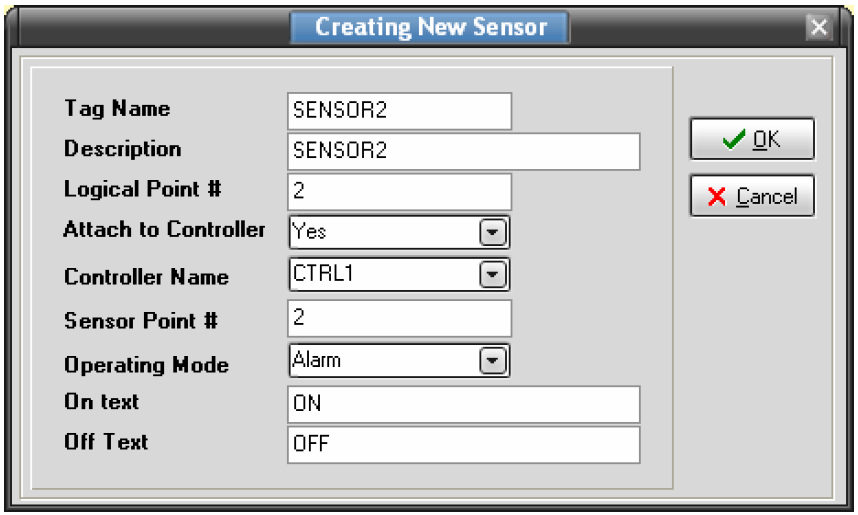 Creating New Sensor
Tag Name SENSOR2
Description SENSOR2
OK
Logical Point # 2
Cancel
Attach to Controller Yes
Controller Name CTRL1
Sensor Point # 2
Operating Mode Alarm
On text ON
Off Text OFF